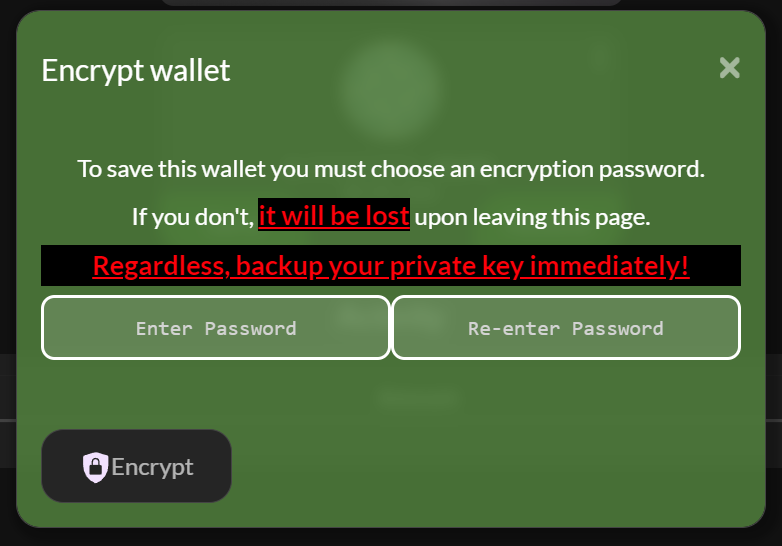 Encrypt wallet
To save this wallet you must choose an encryption password.
If you don't, it will be lost upon leaving this page.
Regardless, backup your private key immediately!
Enter Password Re-enter Password
Encrypt